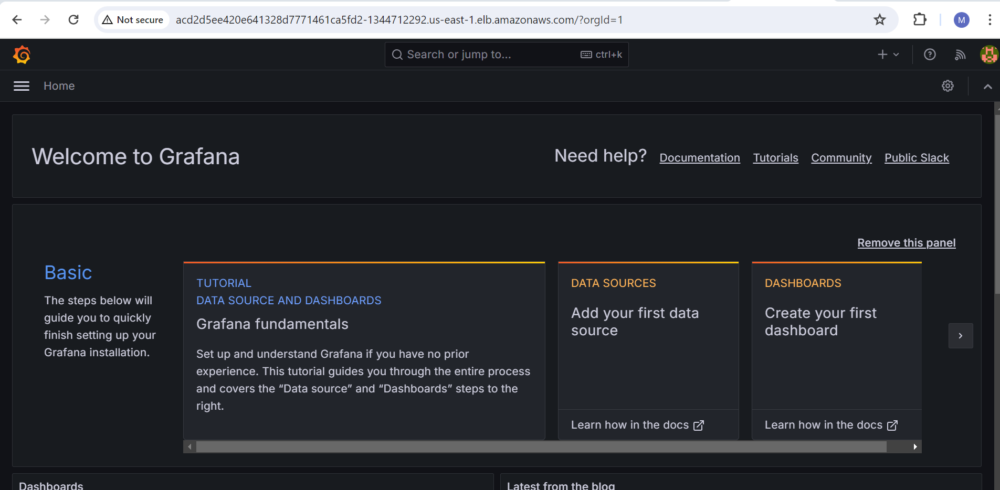 Not secure acd2d5ee420e641328d7771461ca5fd2-1344712292.us-east-1.elb.amazonaws.com/?orgId=1 M
Search or jump to... ctrl+k
Home
Welcome to Grafana
Need help? Documentation Tutorials Community Public Slack
Remove this panel
Basic
The steps below will
guide you to quickly
finish setting up your
Grafana installation.
TUTORIAL
DATA SOURCE AND DASHBOARDS
Grafana fundamentals
Set up and understand Grafana if you have no prior
experience. This tutorial guides you through the entire process
and covers the “Data source” and “Dashboards” steps to the
right.
DATA SOURCES
Add your first data
source
Learn how in the docs
DASHBOARDS
Create your first
dashboard
Learn how in the docs
Dashboards
Latest from the blog